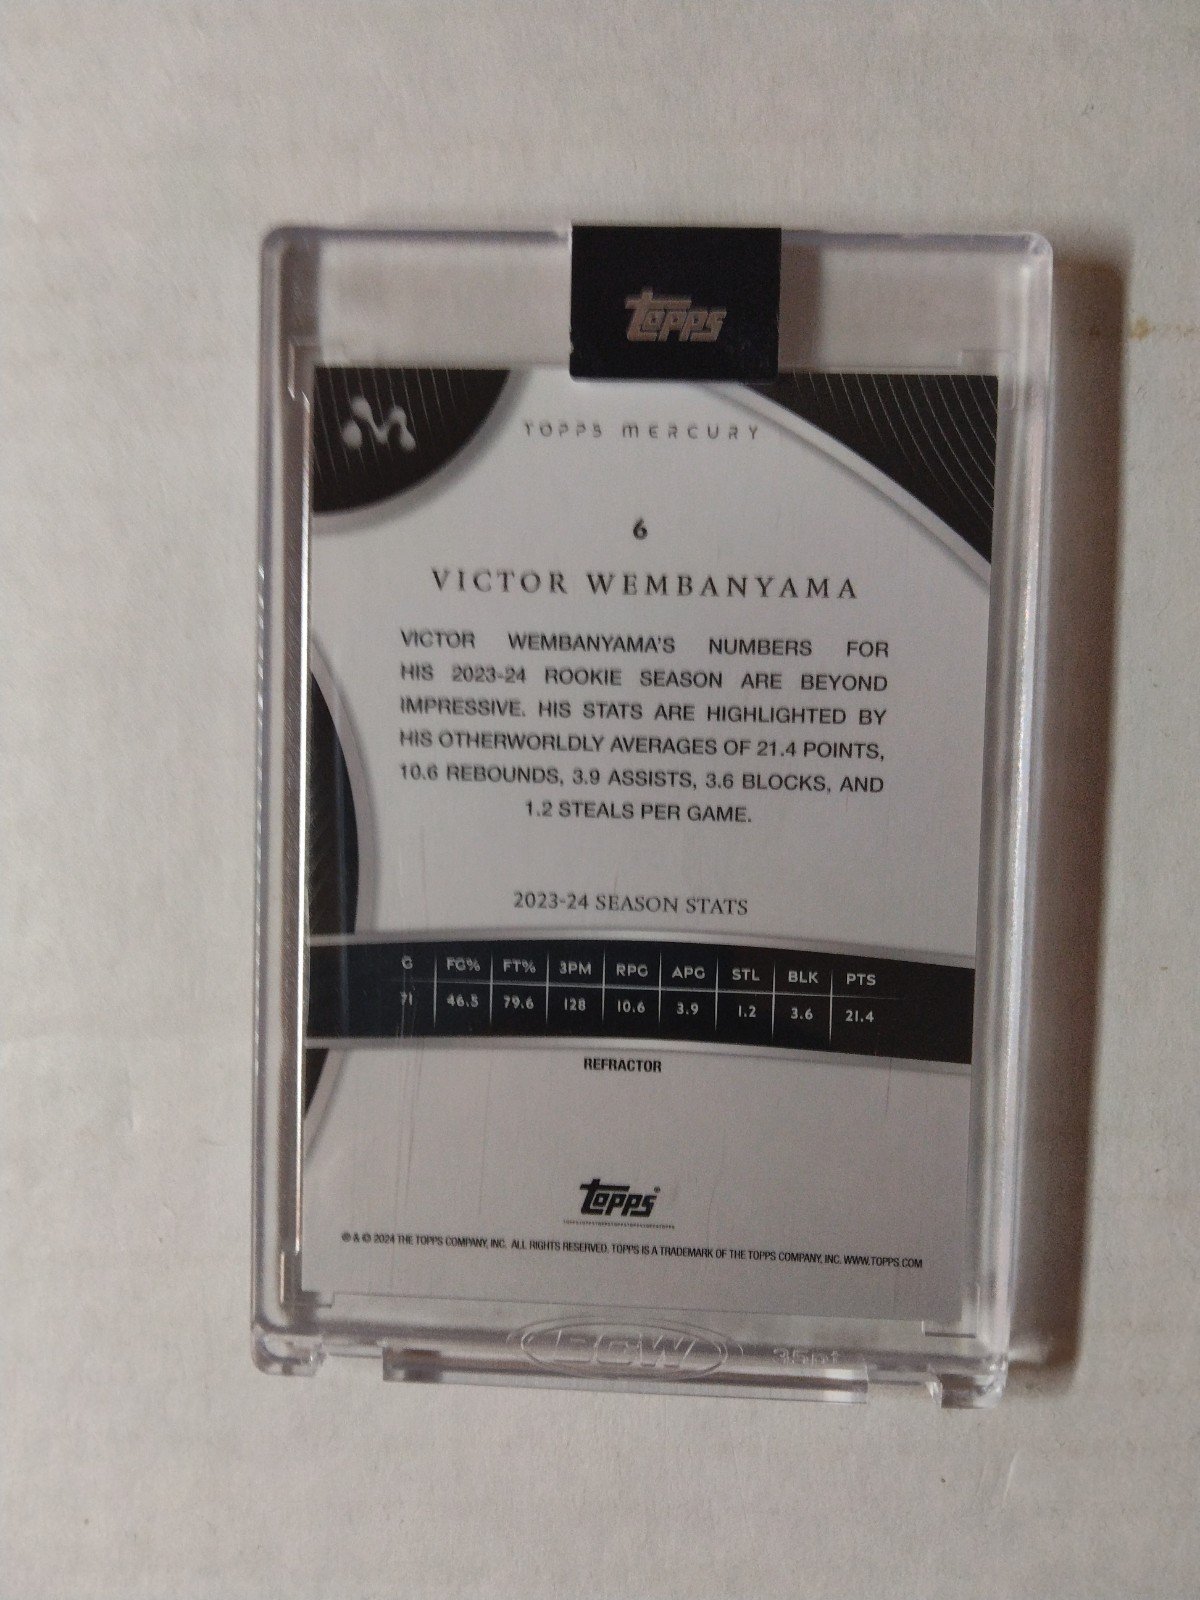 Topps
TOPPS MERCURY
6
VICTOR WEMBANYAMA
VICTOR WEMBANYAMA'S NUMBERS FOR
HIS 2023-24 ROOKIE SEASON ARE BEYOND
IMPRESSIVE. HIS STATS ARE HIGHLIGHTED BY
HIS OTHERWORLDLY AVERAGES OF 21.4 POINTS,
10.6 REBOUNDS, 3.9 ASSISTS, 3.6 BLOCKS, AND
1.2 STEALS PER GAME.
2023-24 SEASON STATS
G FG% FT% 3PM RPG APG STL BLK PTS
71 46.5 79.6 128 10.6 3.9 1.2 3.6 21.4
REFRACTOR
Topps®
® & © 2024 THE TOPPS COMPANY, INC. ALL RIGHTS RESERVED. TOPPS IS A TRADEMARK OF THE TOPPS COMPANY, INC. WWW.TOPPS.COM
BCW 35pt